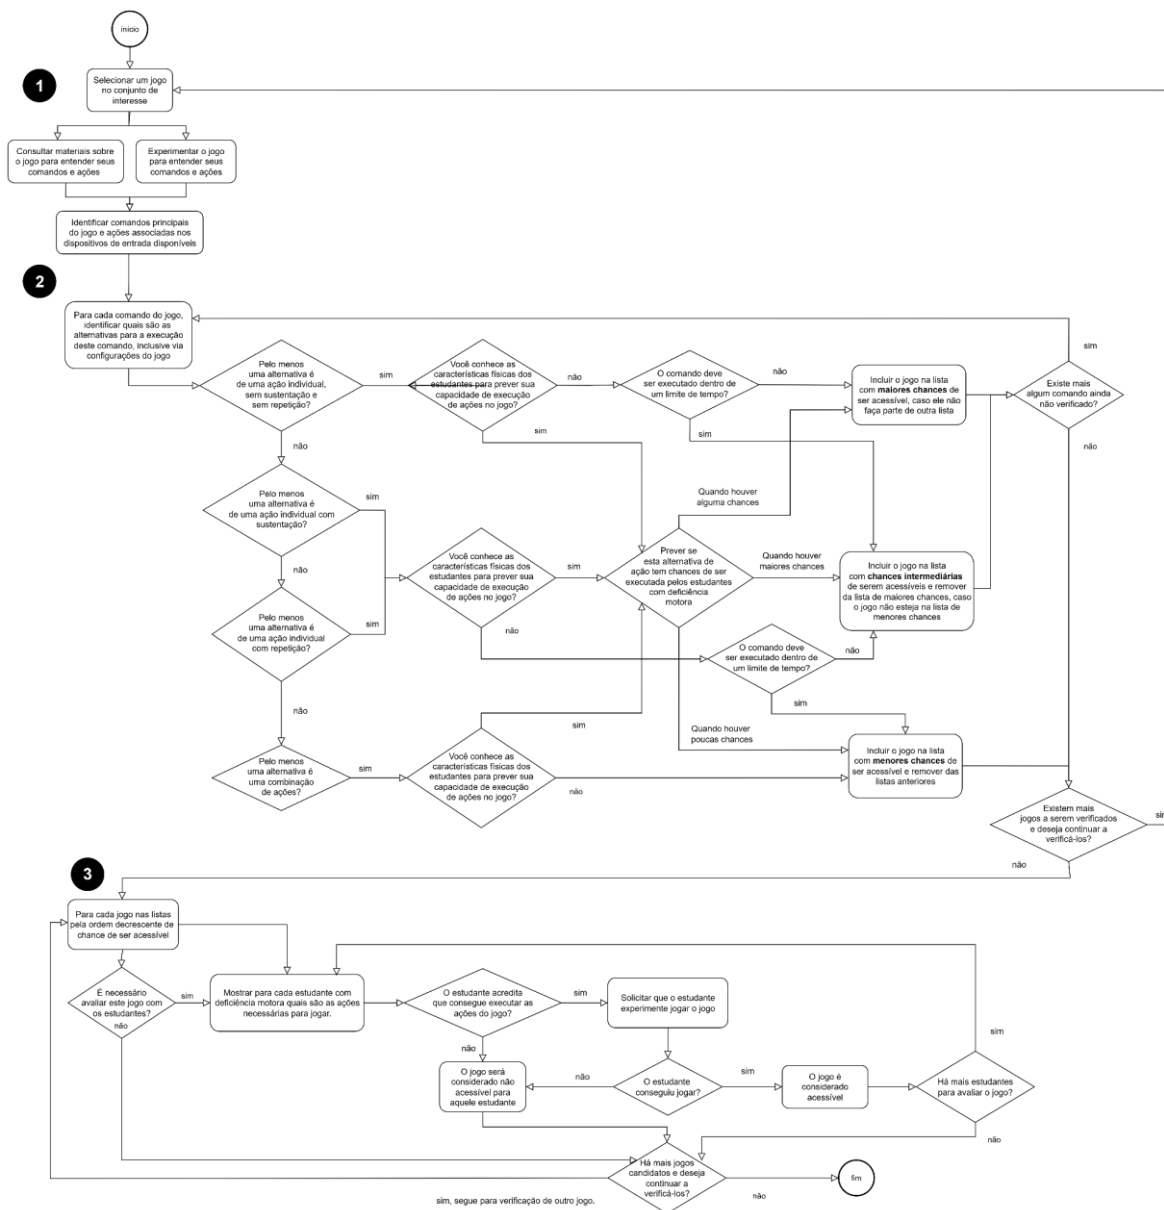 inicio
1
Selecionar um jogo
no conjunto de
interesse
Consultar materiais sobre
o jogo para entender seus
comandos e ações
Experimentar o jogo
para entender seus
comandos e ações
Identificar comandos principais
do jogo e ações associadas nos
dispositivos de entrada disponíveis
2
Para cada comando do jogo,
identificar quais são as
alternativas para a execução
deste comando, inclusive via
configurações do jogo
Pelo menos
uma alternativa é
de uma ação individual,
sem sustentação e
sem repetição?
sim
não
Você conhece as
características físicas dos
estudantes para prever sua
capacidade de execução
de ações no jogo?
não
sim
O comando deve
ser executado dentro de
um limite de tempo?
não
sim
Incluir o jogo na lista
com maiores chances de
ser acessível, caso ele não
faça parte de outra lista
sim
Existe mais
algum comando ainda
não verificado?
não
Pelo menos
uma alternativa é
de uma ação individual com
sustentação?
sim
não
Pelo menos
uma alternativa é
de uma ação individual
com repetição?
sim
não
Você conhece as
características físicas dos
estudantes para prever sua
capacidade de execução
de ações no jogo?
sim
não
Quando houver
alguma chances
Prever se
esta alternativa de
ação tem chances de ser
executada pelos estudantes
com deficiência
motora
Quando houver
maiores chances
Incluir o jogo na lista
com chances intermediárias
de serem acessíveis e remover
da lista de maiores chances, caso
o jogo não esteja na lista de
menores chances
O comando deve
ser executado dentro de
um limite de tempo?
não
sim
Quando houver
poucas chances
Pelo menos
uma alternativa é
uma combinação
de ações?
sim
Você conhece as
características físicas dos
estudantes para prever sua
capacidade de execução
de ações no jogo?
sim
não
Incluir o jogo na lista
com menores chances de
ser acessível e remover das
listas anteriores
Existem mais
jogos a serem verificados
e deseja continuar a
verificá-los?
sim
não
3
Para cada jogo nas listas
pela ordem decrescente de
chance de ser acessível
É necessário
avaliar este jogo com
os estudantes?
sim
não
Mostrar para cada estudante com
deficiência motora quais são as ações
necessárias para jogar.
O estudante acredita
que consegue executar as
ações do jogo?
sim
não
Solicitar que o estudante
experimente jogar o jogo
O jogo será
considerado não
acessível para
aquele estudante
não
O estudante
conseguiu jogar?
sim
O jogo é
considerado
acessível
sim
Há mais estudantes
para avaliar o jogo?
não
Há mais jogos
candidatos e deseja
continuar a
verificá-los?
não
fim
sim, segue para verificação de outro jogo.